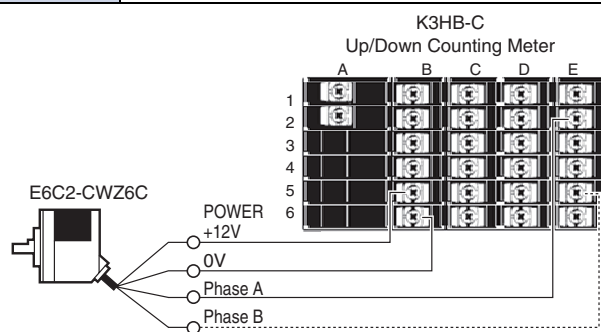 K3HB-C
Up/Down Counting Meter
A B C D E
1
2
3
4
5
6
E6C2-CWZ6C
POWER
+12V
0V
Phase A
Phase B